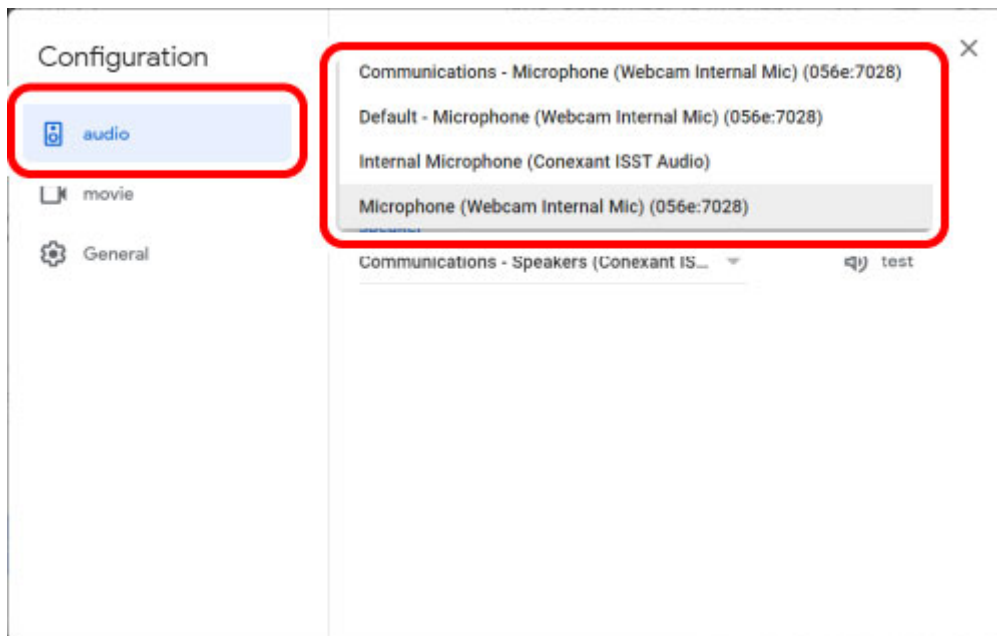 Configuration
audio
movie
General
Communications - Microphone (Webcam Internal Mic) (056e:7028)
Default - Microphone (Webcam Internal Mic) (056e:7028)
Internal Microphone (Conexant ISST Audio)
Microphone (Webcam Internal Mic) (056e:7028)
Communications - Speakers (Conexant IS...
test